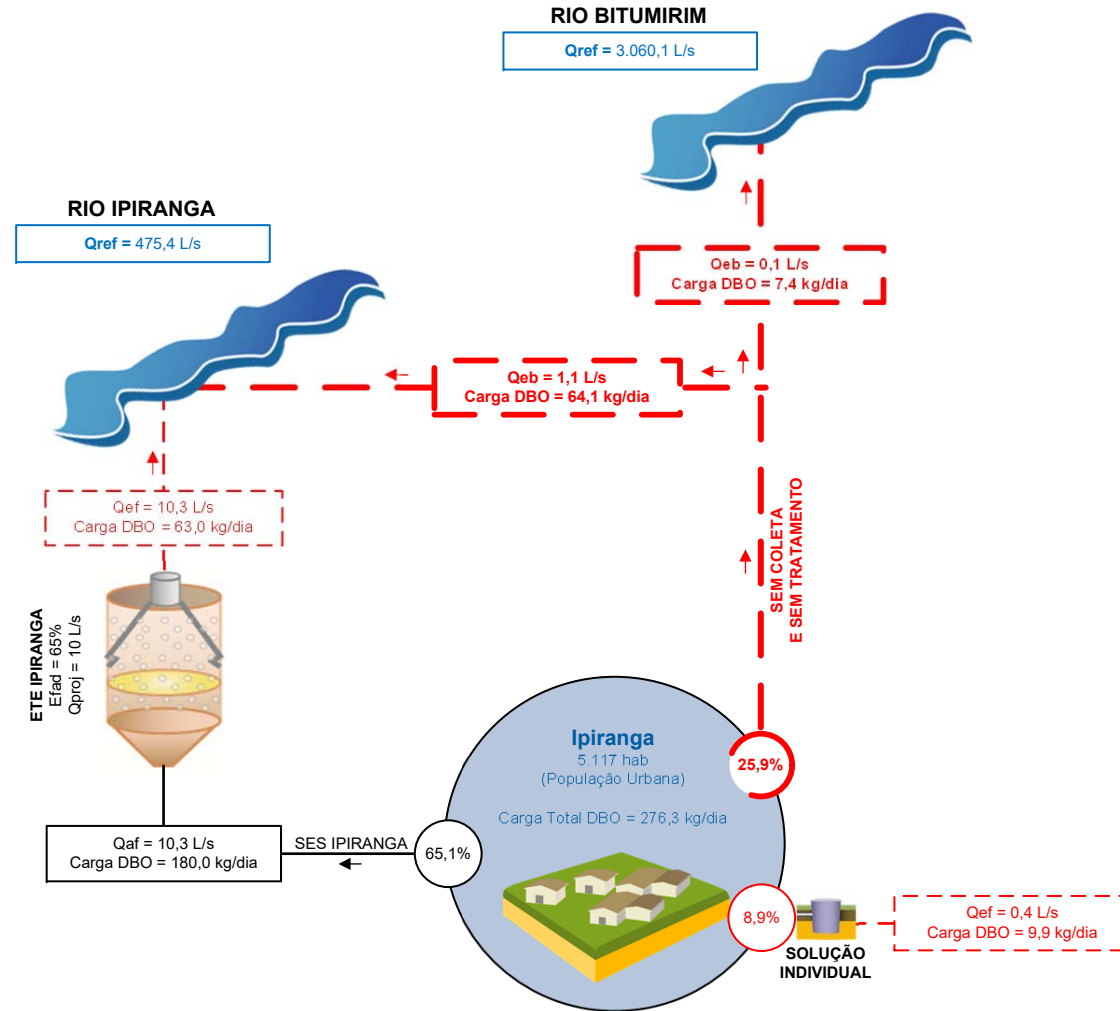 RIO BITUMIRIM
Qref = 3.060,1 L/s
RIO IPIRANGA
Qref = 475,4 L/s
Qeb = 0,1 L/s
Carga DBO = 7,4 kg/dia
Qeb = 1,1 L/s
Carga DBO = 64,1 kg/dia
Qef = 10,3 L/s
Carga DBO = 63,0 kg/dia
SEM COLETA
E SEM TRATAMENTO
ETE IPIRANGA
Efad = 65%
Qproj = 10 L/s
Ipiranga
5.117 hab
(População Urbana)
Carga Total DBO = 276,3 kg/dia
25,9%
Qaf = 10,3 L/s
Carga DBO = 180,0 kg/dia
SES IPIRANGA
65,1%
8,9%
SOLUÇÃO
INDIVIDUAL
Qef = 0,4 L/s
Carga DBO = 9,9 kg/dia